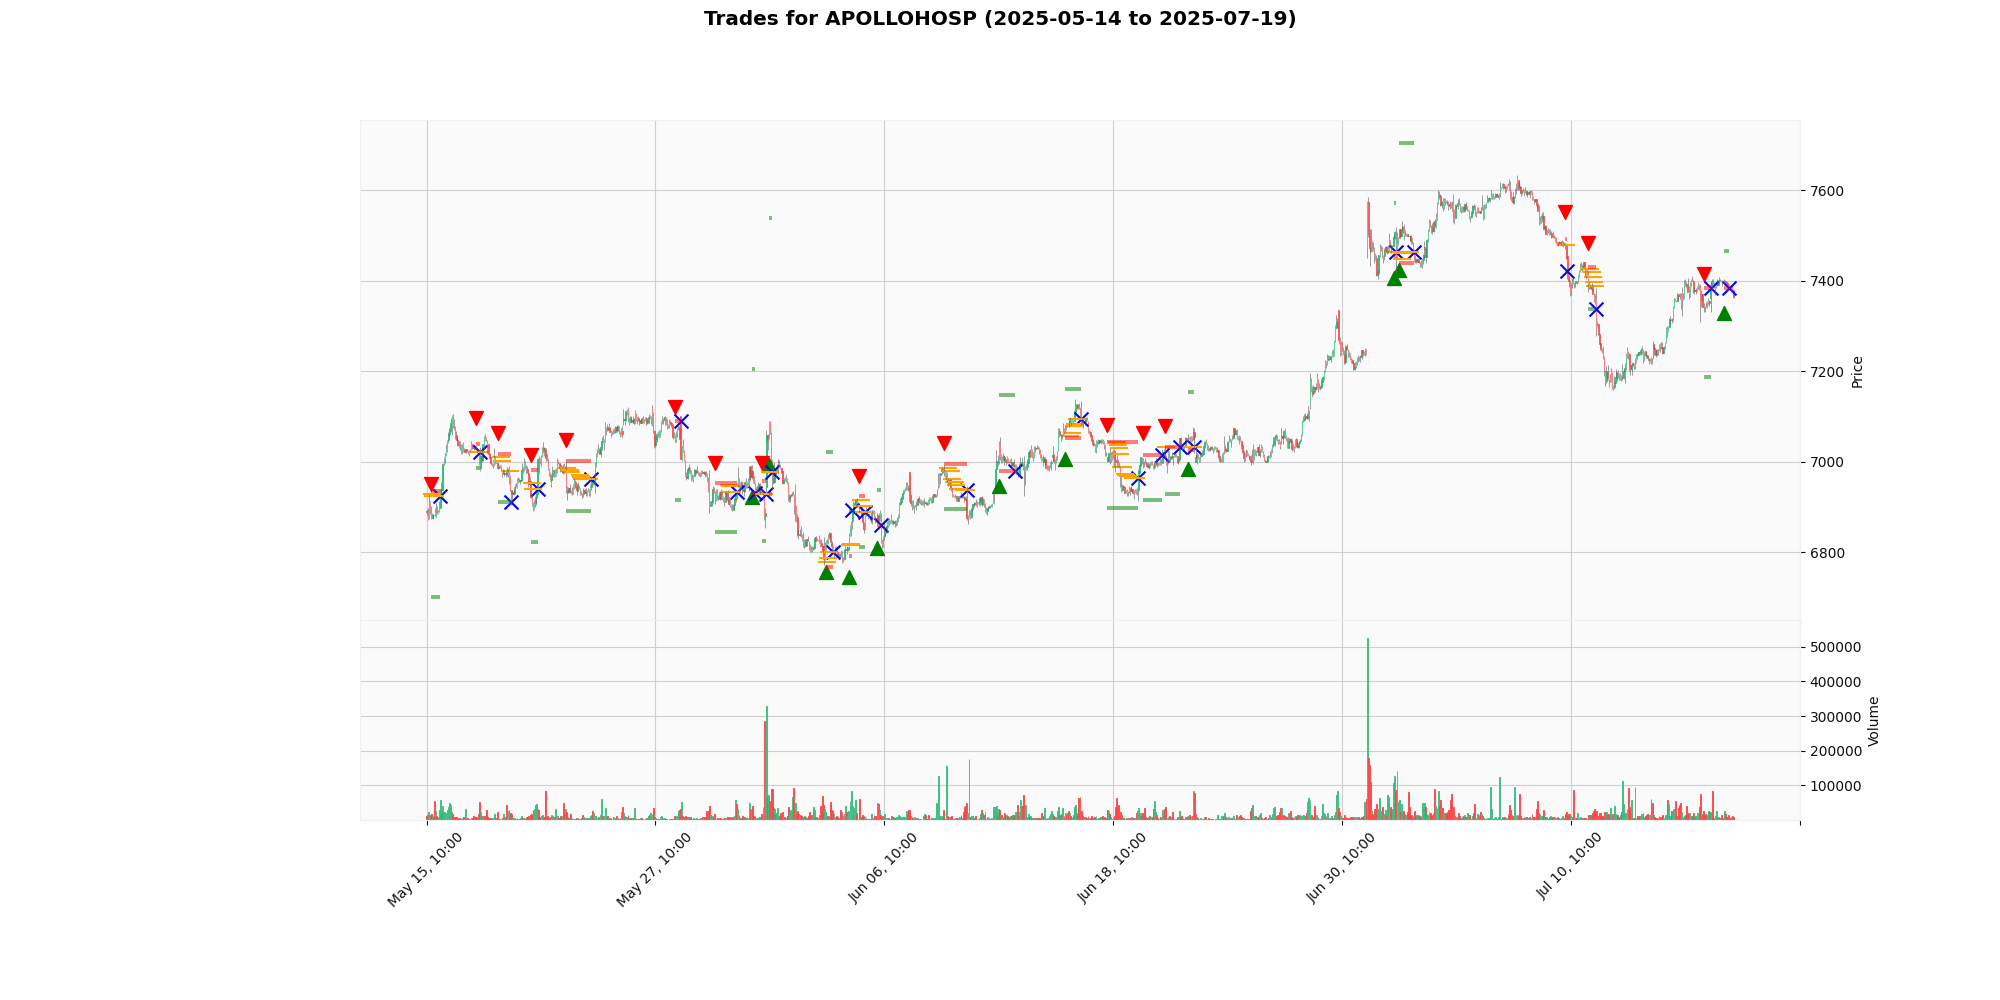 Trades for APOLLOHOSP (2025-05-14 to 2025-07-19)
7600
7400
7200
7000
6800
Price
500000
400000
300000
200000
100000
Volume
May 15, 10:00
May 27, 10:00
Jun 06, 10:00
Jun 18, 10:00
Jun 30, 10:00
Jul 10, 10:00